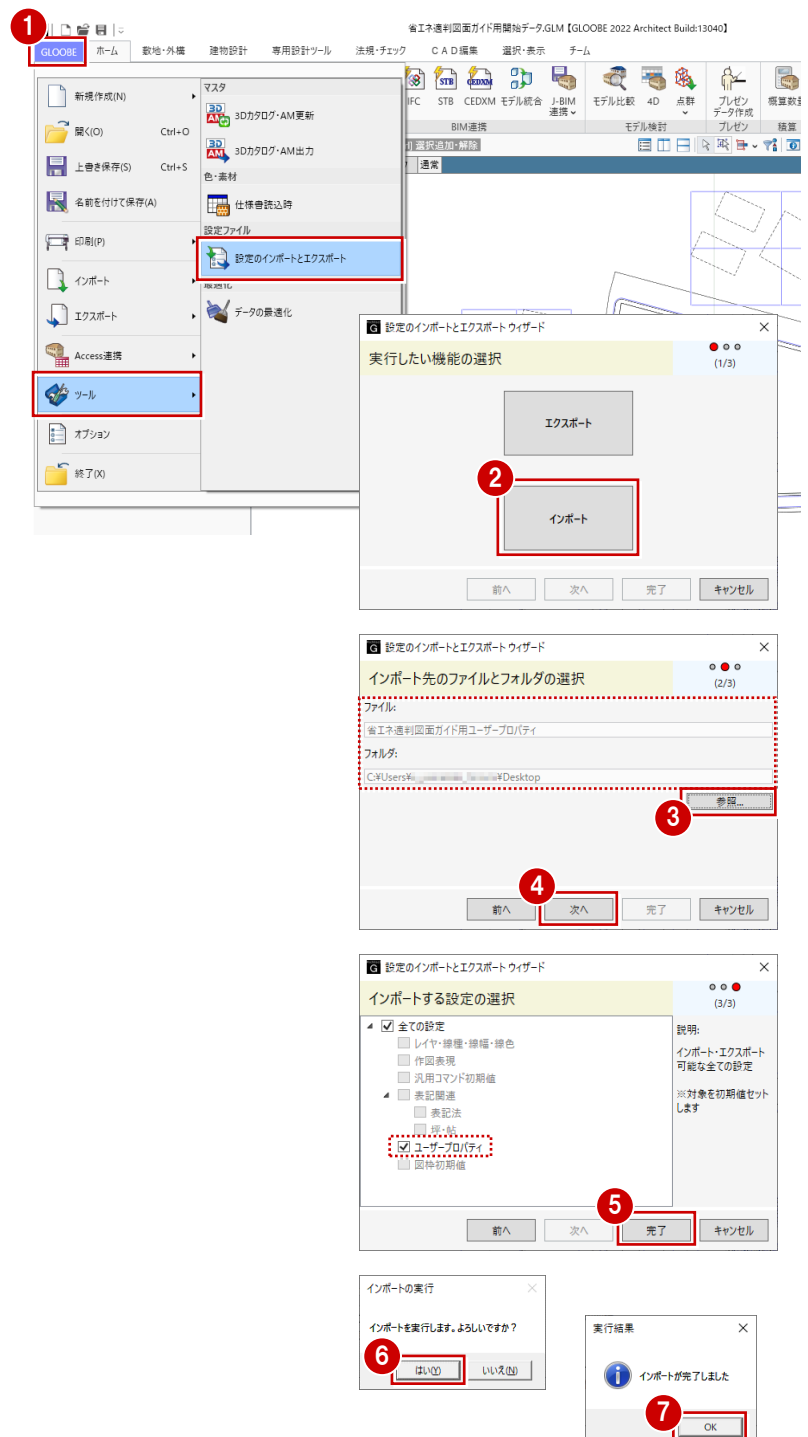 1
省エネ適判図面ガイド用開始データ.GLM【GLOOBE 2022 Architect Build:13040】
GLOOBE ホーム 敷地・外構 建物設計 専用設計ツール 法規・チェック CAD編集 選択・表示 チーム
IFC STB CEDXM モデル統合 J-BIM連携 モデル比較 4D 点群 プレゼンデータ作成 概算数量
BIM連携 モデル検討 プレゼン 積算
選択追加・解除
通常
新規作成(N)
開く(O) Ctrl+O
上書き保存(S) Ctrl+S
名前を付けて保存(A)
印刷(P)
インポート
エクスポート
Access連携
ツール
オプション
終了(X)
マスタ
3Dカタログ・AM更新
3Dカタログ・AM出力
色・素材
仕様書読込時
設定ファイル
設定のインポートとエクスポート
最適化
データの最適化
設定のインポートとエクスポート ウィザード
実行したい機能の選択
(1/3)
エクスポート
2
インポート
前へ 次へ 完了 キャンセル
設定のインポートとエクスポート ウィザード
インポート先のファイルとフォルダの選択
(2/3)
ファイル:
省エネ適判図面ガイド用ユーザープロパティ
フォルダ:
C:¥Users¥ ¥Desktop
参照...
3
4
前へ 次へ 完了 キャンセル
設定のインポートとエクスポート ウィザード
インポートする設定の選択
(3/3)
全ての設定
レイヤ・線種・線幅・線色
作図表現
汎用コマンド初期値
表記関連
表記法
坪・帖
ユーザープロパティ
図枠初期値
説明:
インポート・エクスポート
可能な全ての設定
※対象を初期値セット
します
5
前へ 次へ 完了 キャンセル
インポートの実行
インポートを実行します。よろしいですか？
6
はい(Y) いいえ(N)
実行結果
インポートが完了しました
7
OK